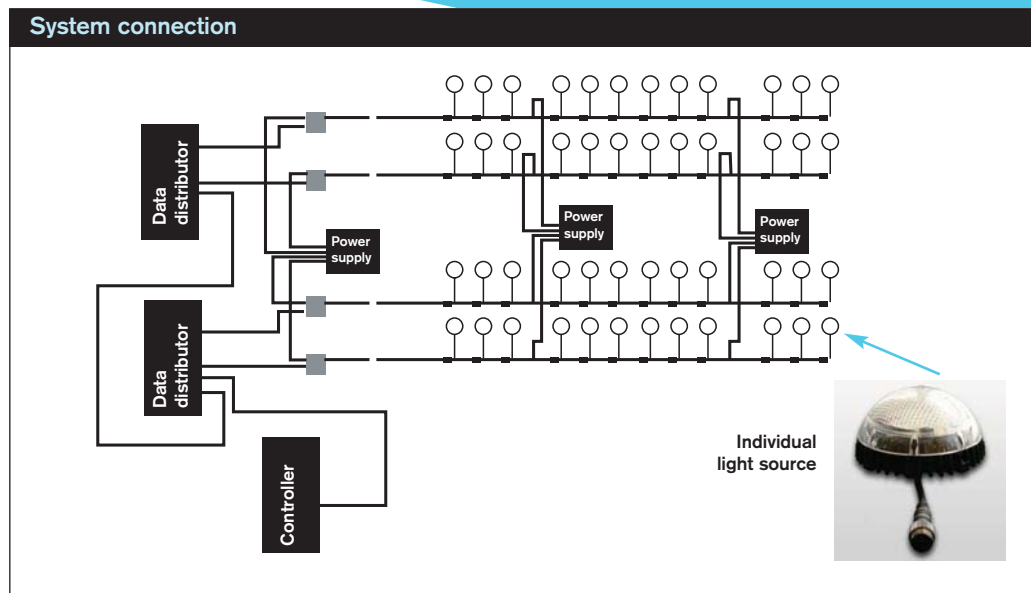 System connection
Data
distributor
Power
supply
Power
supply
Power
supply
Data
distributor
Controller
Individual
light source